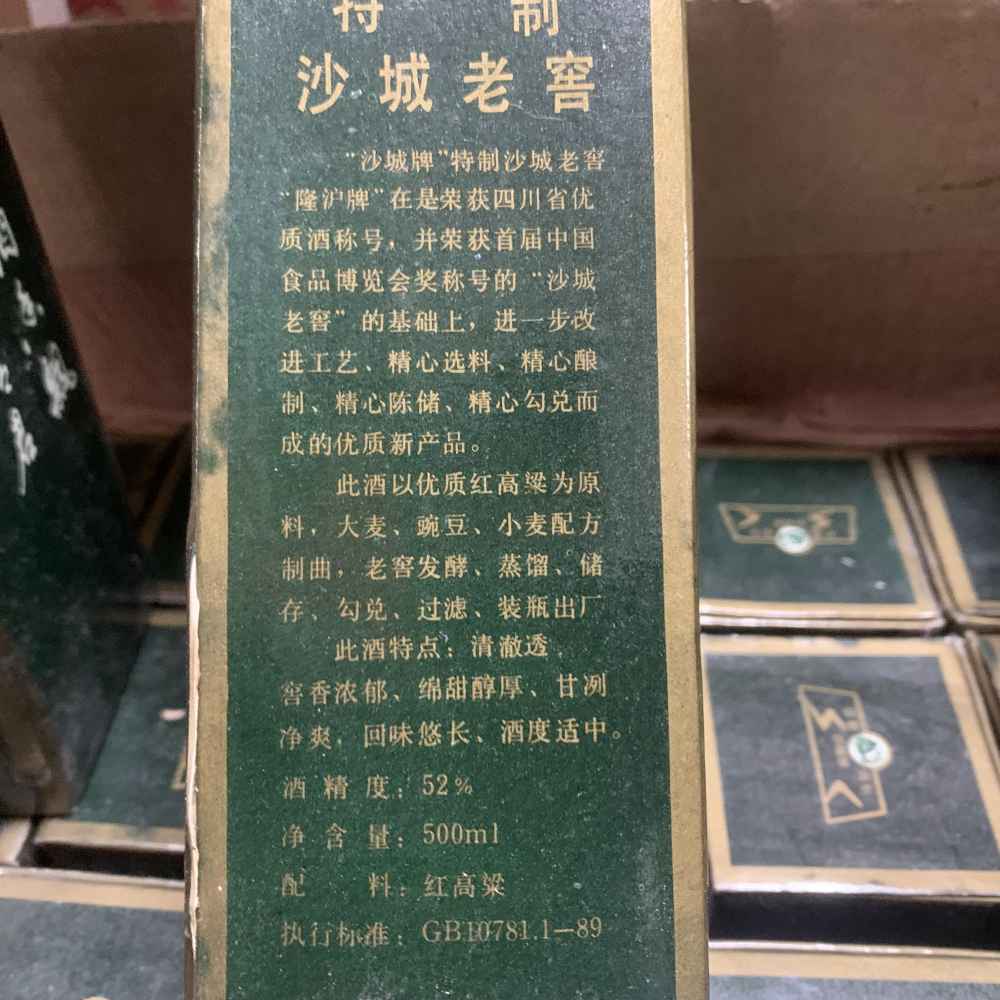 特 制
沙城老窖
“沙城牌”特制沙城老窖
“隆沪牌”在是荣获四川省优
质酒称号，并荣获首届中国
食品博览会奖称号的“沙城
老窖”的基础上，进一步改
进工艺、精心选料、精心酿
制、精心陈储、精心勾兑而
成的优质新产品。
此酒以优质红高粱为原
料，大麦、豌豆、小麦配方
制曲，老窖发酵、蒸馏、储
存、勾兑、过滤、装瓶出厂
此酒特点：清澈透
窖香浓郁、绵甜醇厚、甘冽
净爽，回味悠长、酒度适中。
酒精度：52%
净含量：500ml
配 料：红高粱
执行标准：GB10781.1—89